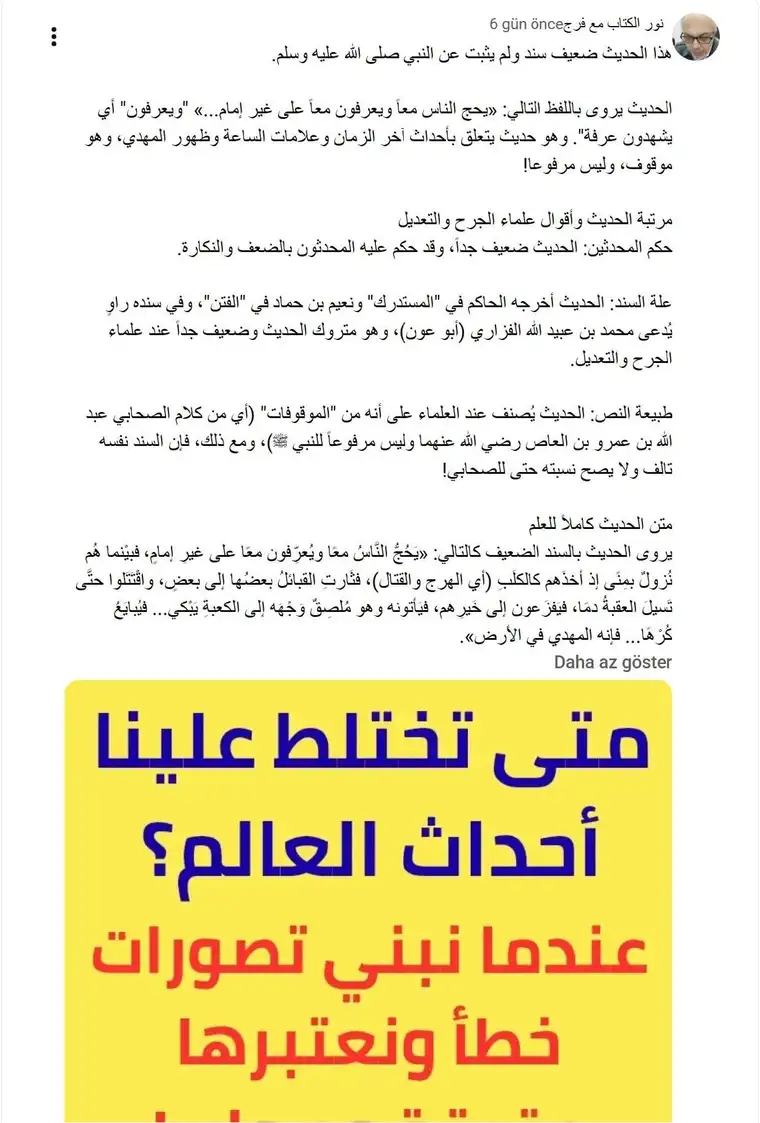 نور الكتاب مع فرج 6 gün önce
هذا الحديث ضعيف سند ولم يثبت عن النبي صلى الله عليه وسلم.
الحديث يروى باللفظ التالي: «يحج الناس معاً ويعرفون معاً على غير إمام...» "ويعرفون" أي
يشهدون عرفة". وهو حديث يتعلق بأحداث آخر الزمان وعلامات الساعة وظهور المهدي، وهو
موقوف، وليس مرفوعا!
مرتبة الحديث وأقوال علماء الجرح والتعديل
حكم المحدثين: الحديث ضعيف جداً، وقد حكم عليه المحدثون بالضعف والنكارة.
علة السند: الحديث أخرجه الحاكم في "المستدرك" ونعيم بن حماد في "الفتن"، وفي سنده راوٍ
يُدعى محمد بن عبيد الله الفزاري (أبو عون)، وهو متروك الحديث وضعيف جداً عند علماء
الجرح والتعديل.
طبيعة النص: الحديث يُصنف عند العلماء على أنه من "الموقوفات" (أي من كلام الصحابي عبد
الله بن عمرو بن العاص رضي الله عنهما وليس مرفوعاً للنبي ﷺ)، ومع ذلك، فإن السند نفسه
تالف ولا يصح نسبته حتى للصحابي!
متن الحديث كاملاً للعلم
يروى الحديث بالسند الضعيف كالتالي: «يَحُجُّ النَّاسُ معًا ويُعرِّفون معًا على غيرِ إمامٍ، فبيْنما هُم
نُزولٌ بمِنًى إذ أخذَهم كالكلَبِ (أي الهرج والقتال)، فثَارتِ القبائلُ بعضُها إلى بعضٍ، واقْتَتَلوا حتَّى
تَسيلَ العقبةُ دمًا، فيفزَعون إلى خَيرِهم، فيأتونه وهو مُلصِقٌ وَجْهَه إلى الكعبةِ يَبْكي... فيُبايَعُ
كُرْهًا... فإنه المهدي في الأرض».
Daha az göster
متى تختلط علينا
أحداث العالم؟
عندما نبني تصورات
خطأ ونعتبرها